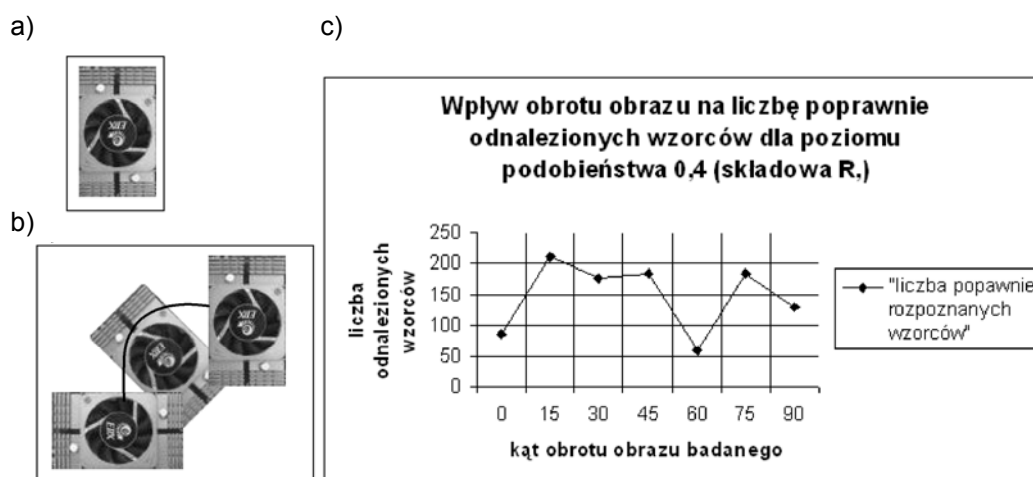 a)
c)
Wpływ obrotu obrazu na liczbę poprawnie
odnalezionych wzorców dla poziomu
podobieństwa 0,4 (składowa R,)
b)
liczba
odnalezionych
wzorców
250
200
150
100
50
0
0 15 30 45 60 75 90
kąt obrotu obrazu badanego
"liczba popawnie
rozpoznanych
wzorców"